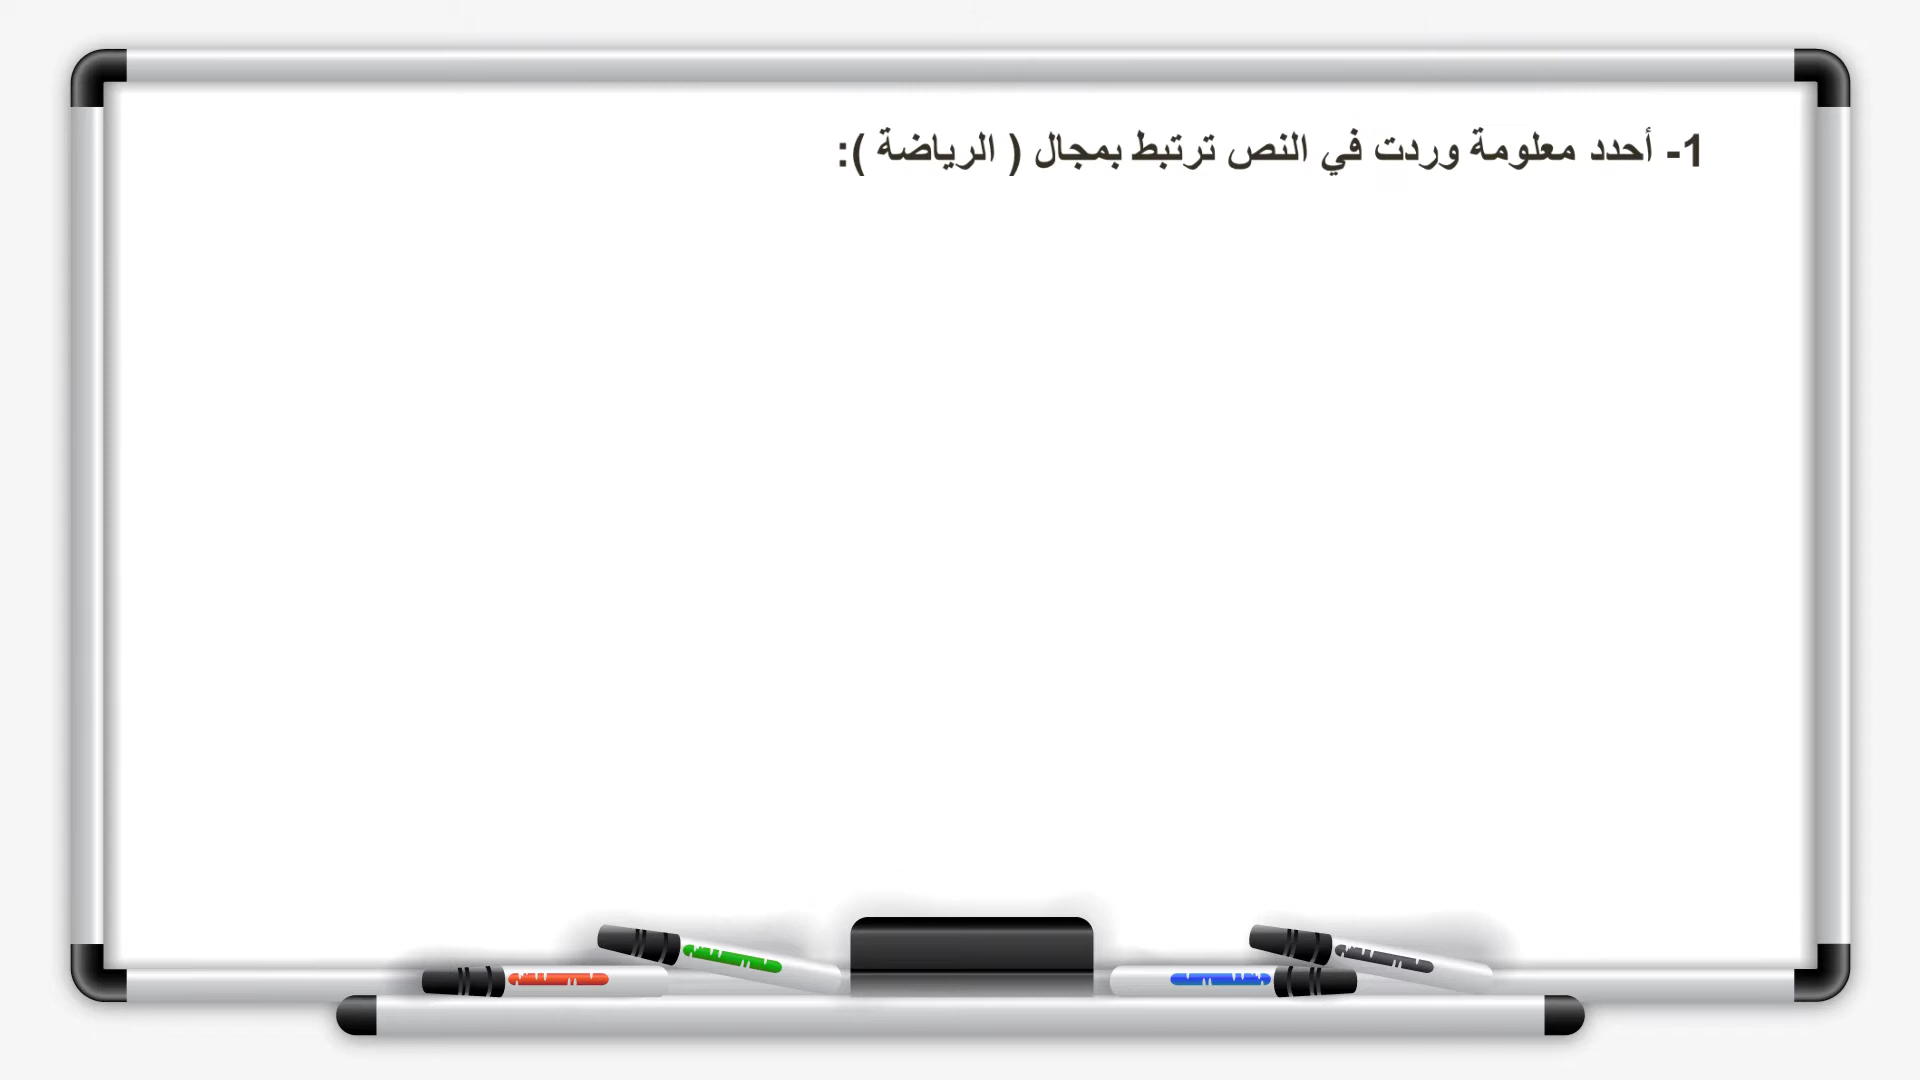 1- أحدد معلومة وردت في النص ترتبط بمجال ( الرياضة ):